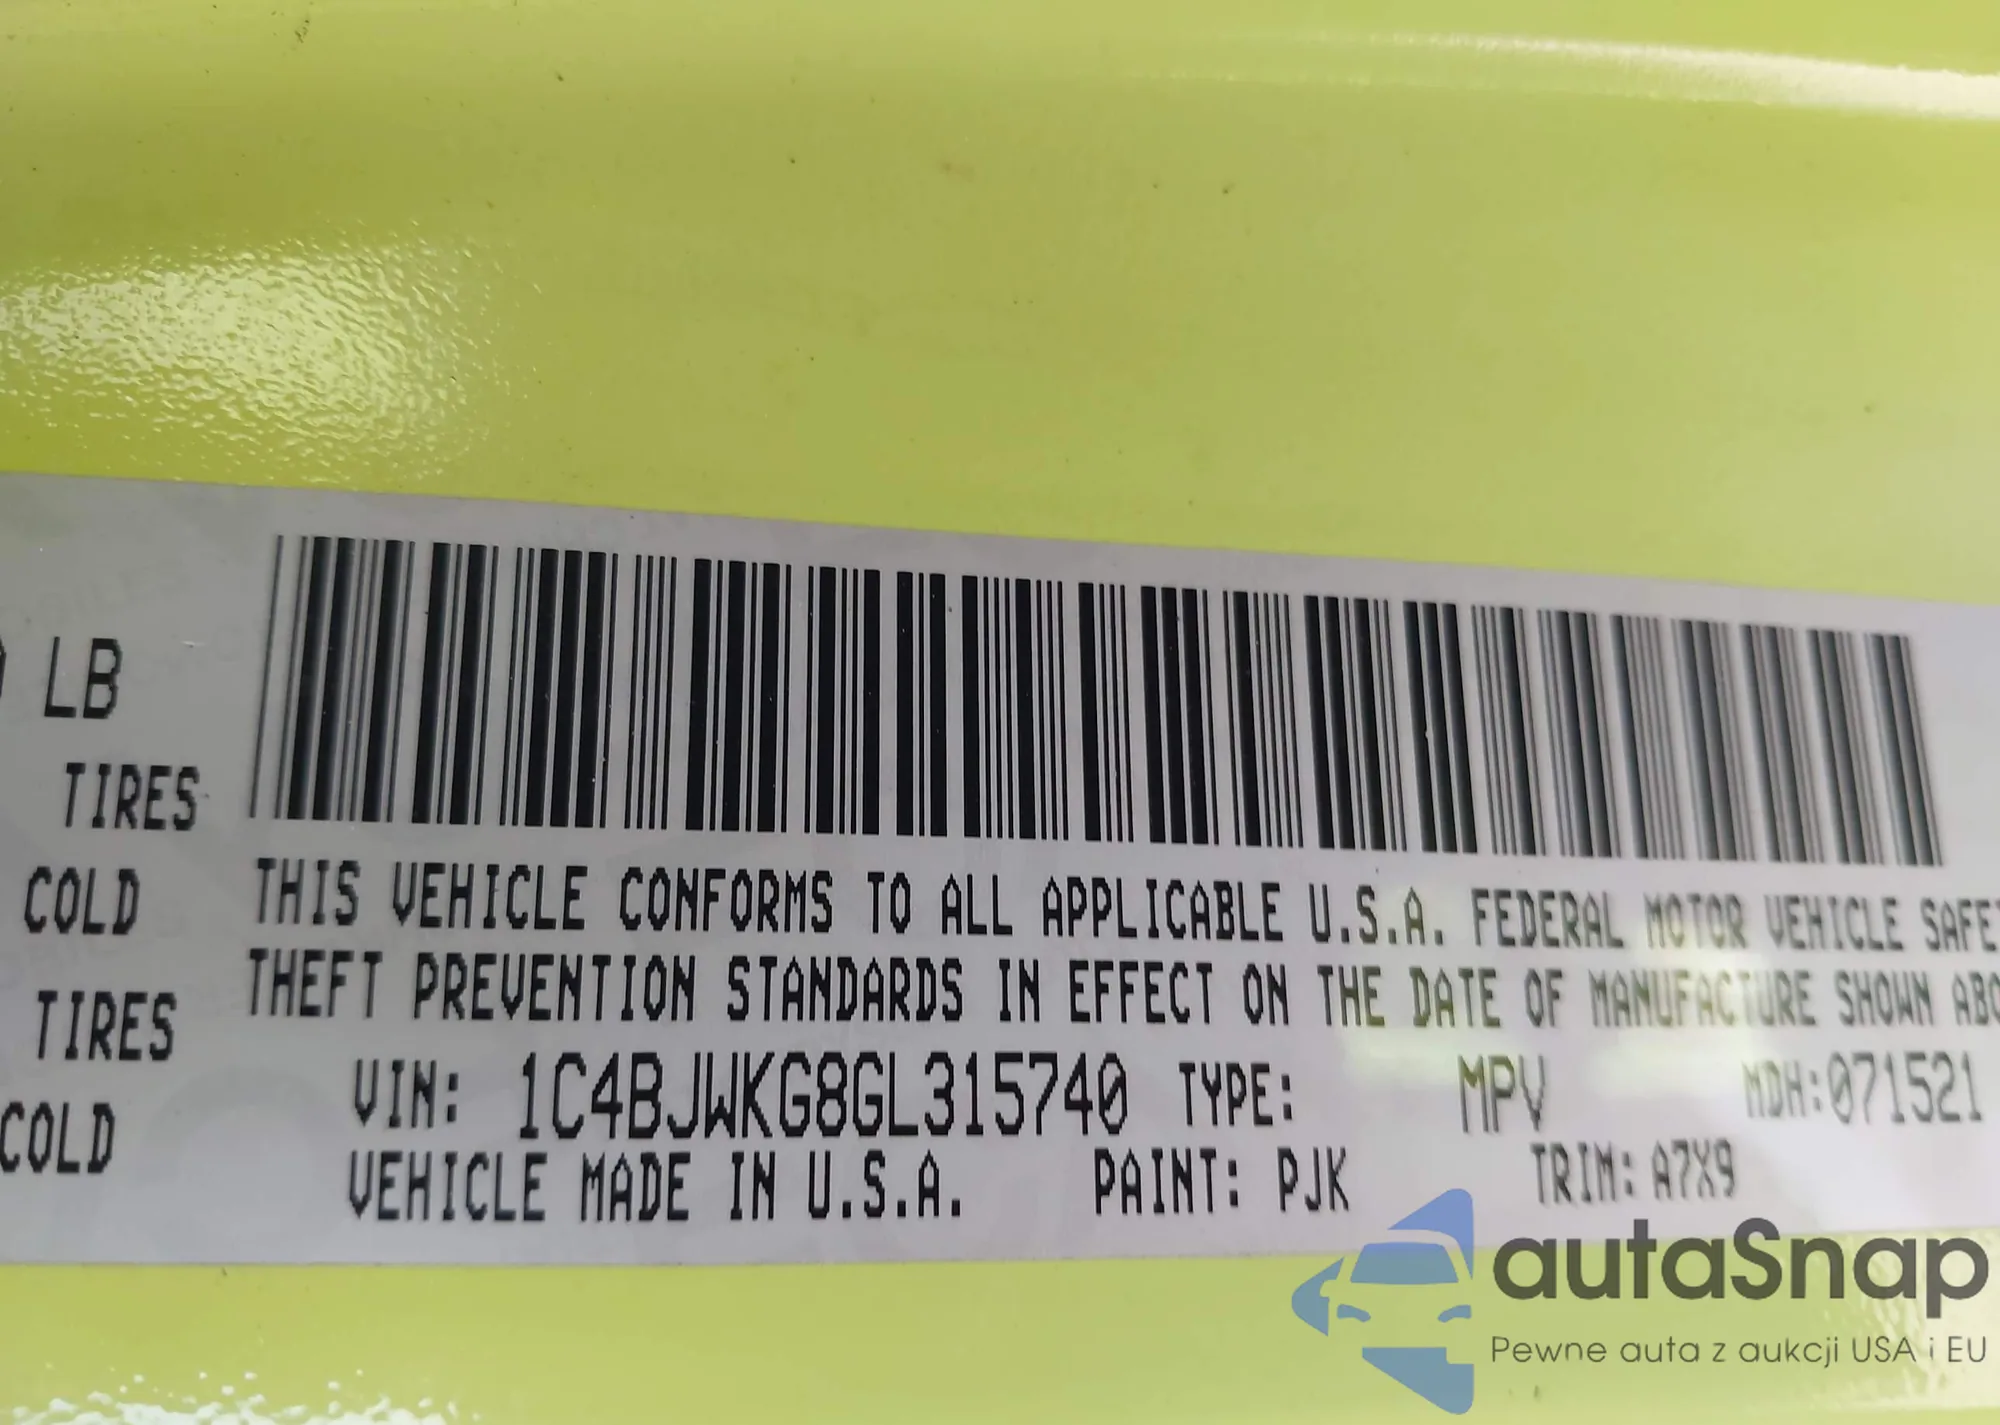 LB
TIRES
COLD
TIRES
COLD
THIS VEHICLE CONFORMS TO ALL APPLICABLE U.S.A. FEDERAL MOTOR VEHICLE SAFE
THEFT PREVENTION STANDARDS IN EFFECT ON THE DATE OF MANUFACTURE SHOWN ABO
VIN: 1C4BJWKG8GL315740 TYPE: MPV MDH:071521
VEHICLE MADE IN U.S.A. PAINT: PJK TRIM: A7X9
autaSnap
Pewne auta z aukcji USA i EU